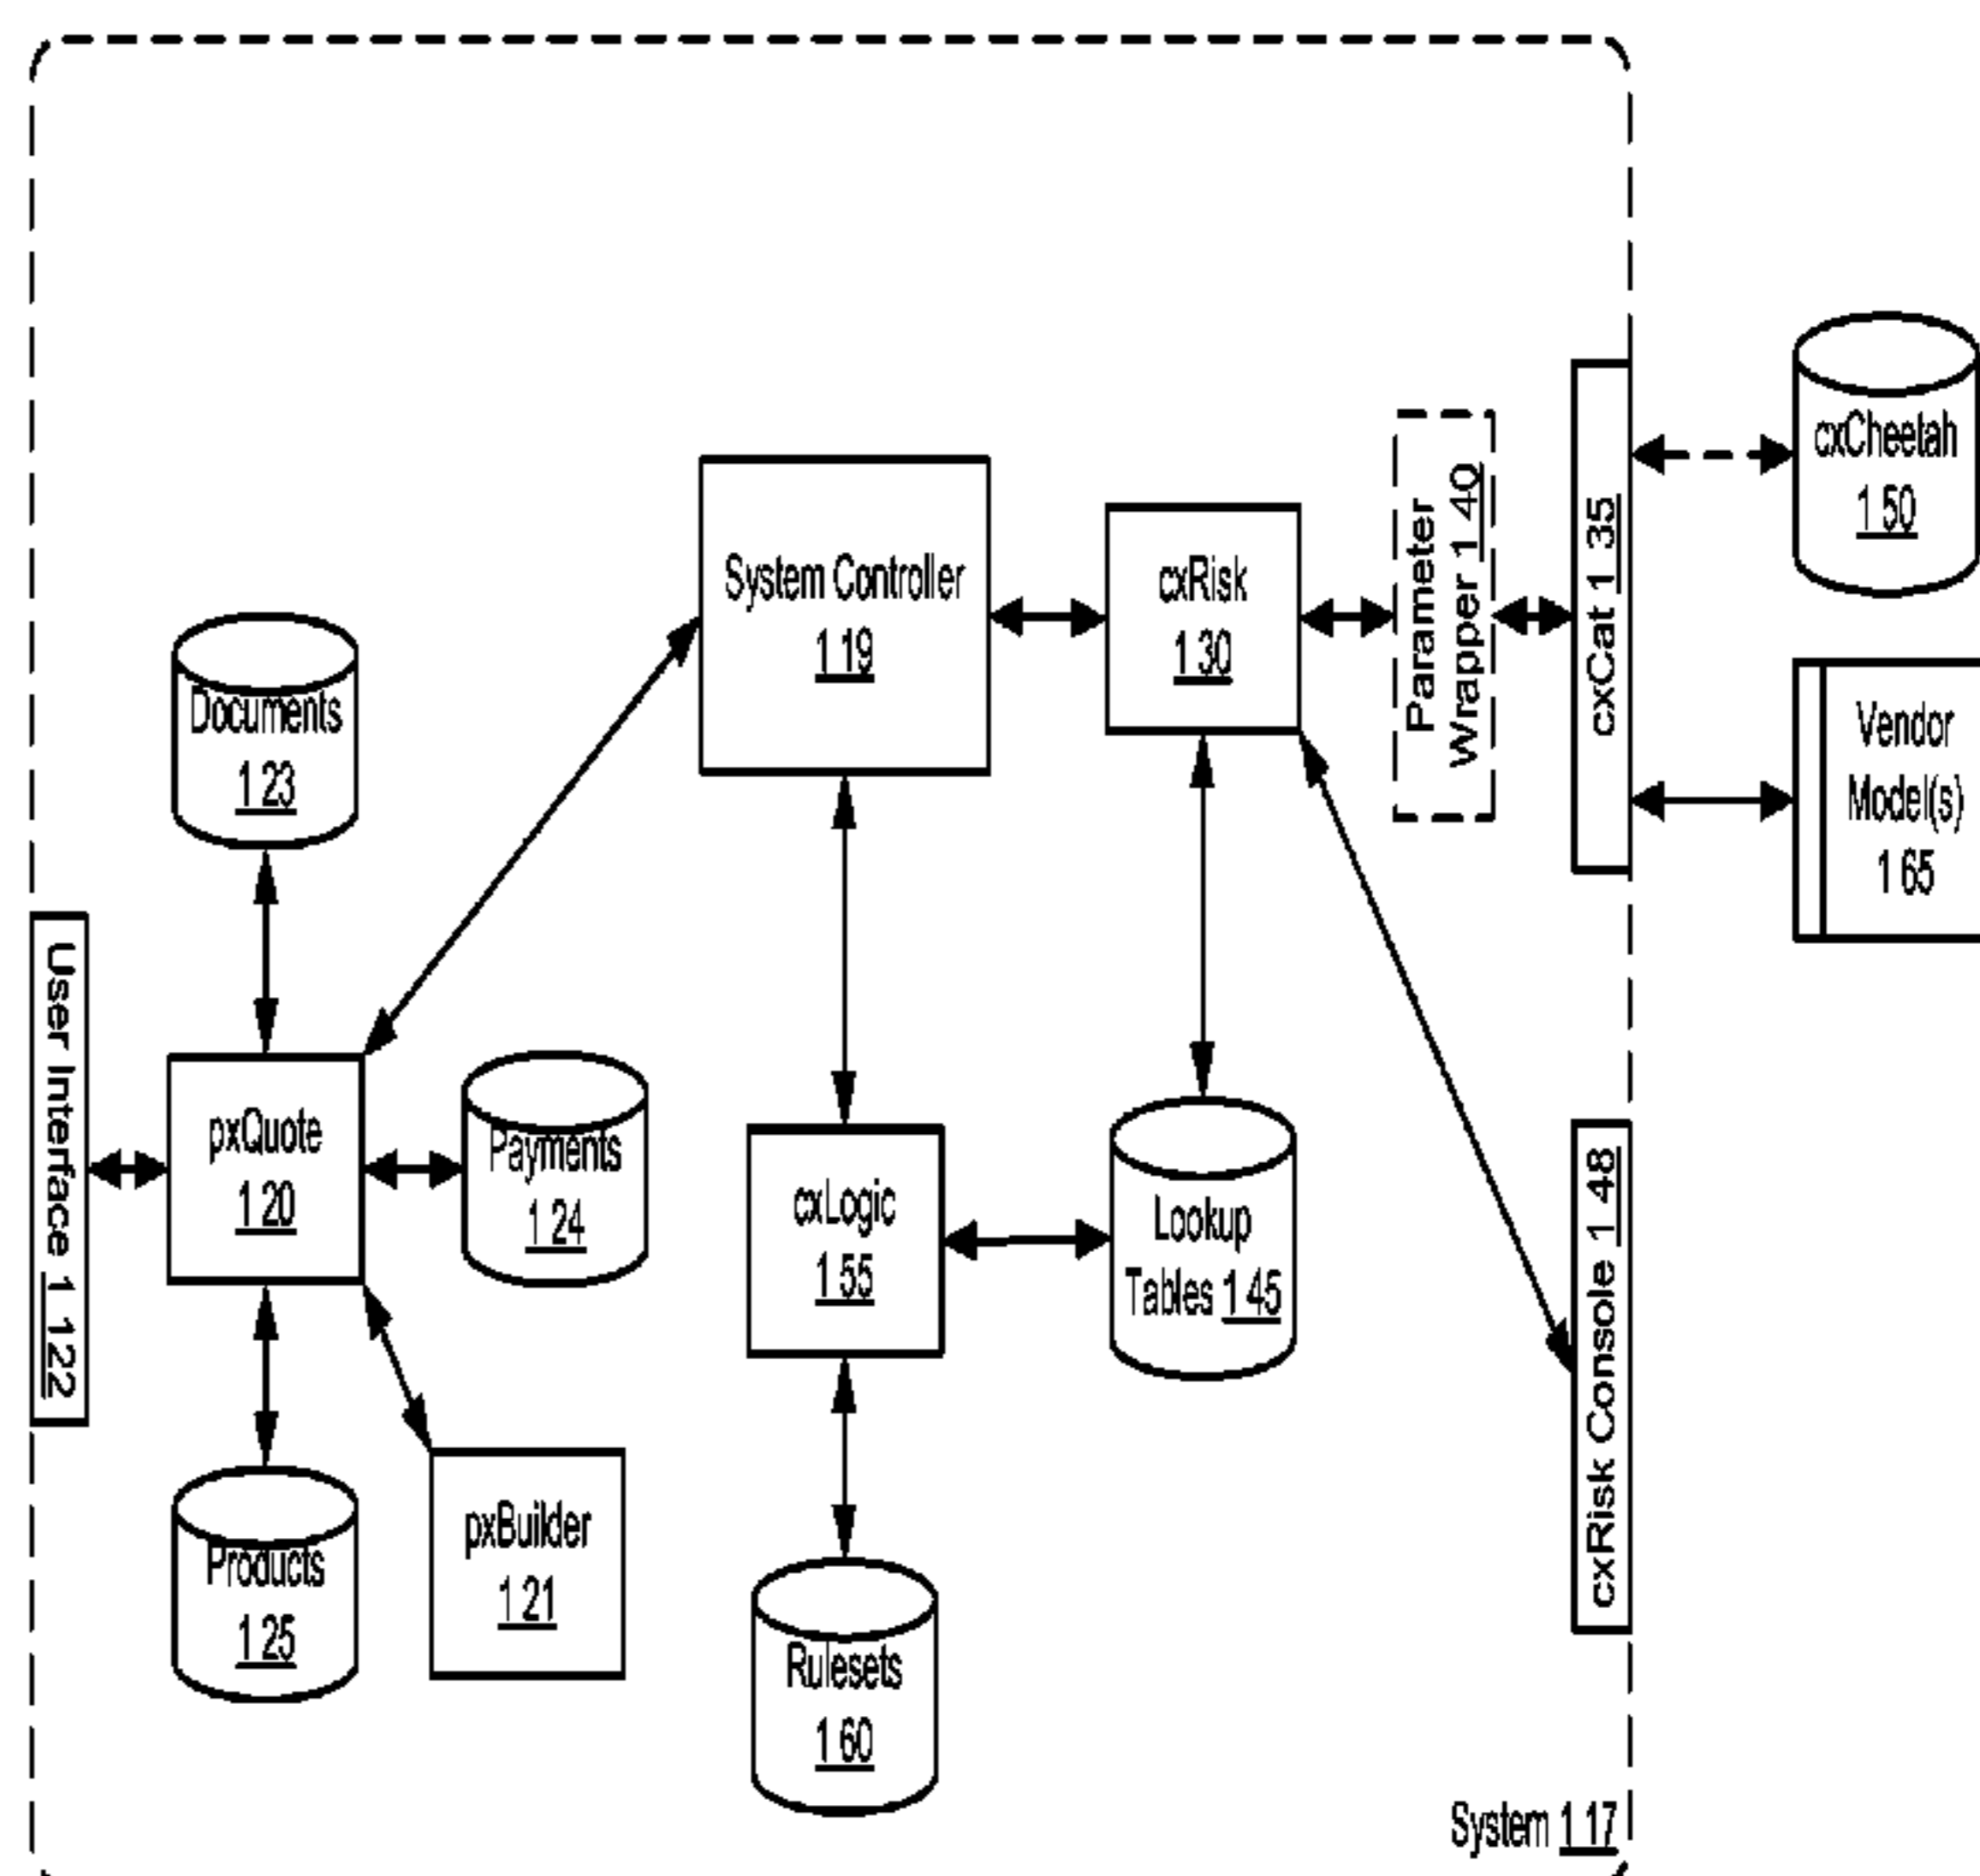 cxCheetah
150
cxCat 135
Parameter
Wrapper 140
System Controller
119
cxRisk
130
Vendor
Model(s)
165
Documents
123
User Interface 1122
pxQuote
120
Payments
124
cxLogic
155
Lookup
Tables 145
cxRisk Console 148
Products
125
pxBuilder
121
Rulesets
160
System 117